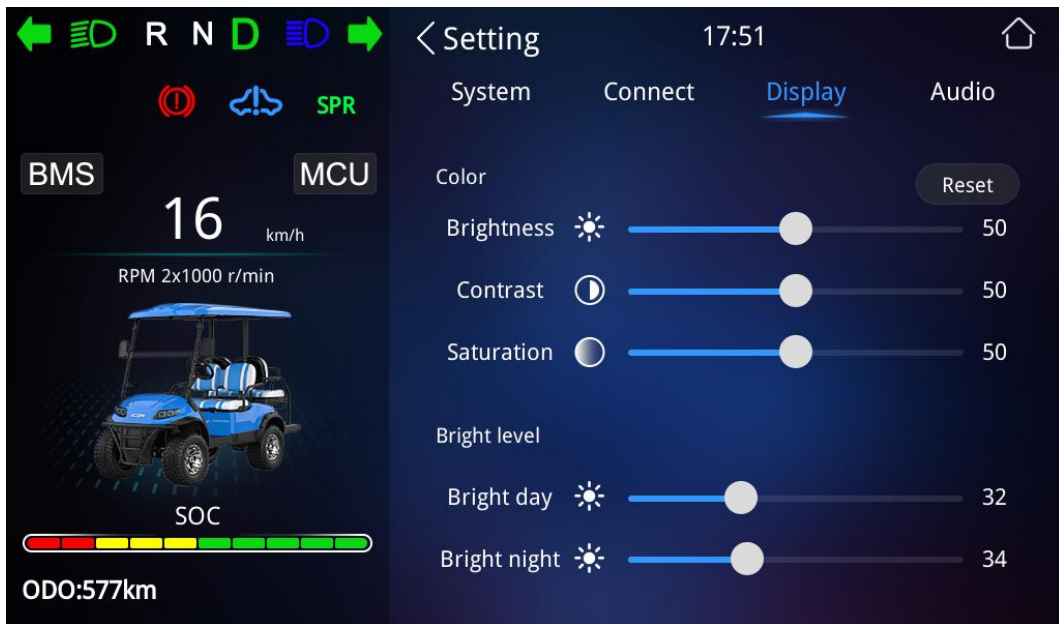 R N D
SPR
BMS MCU
16 km/h
RPM 2x1000 r/min
ICON
SOC
ODO:577km
Setting 17:51
System Connect Display Audio
Color Reset
Brightness 50
Contrast 50
Saturation 50
Bright level
Bright day 32
Bright night 34